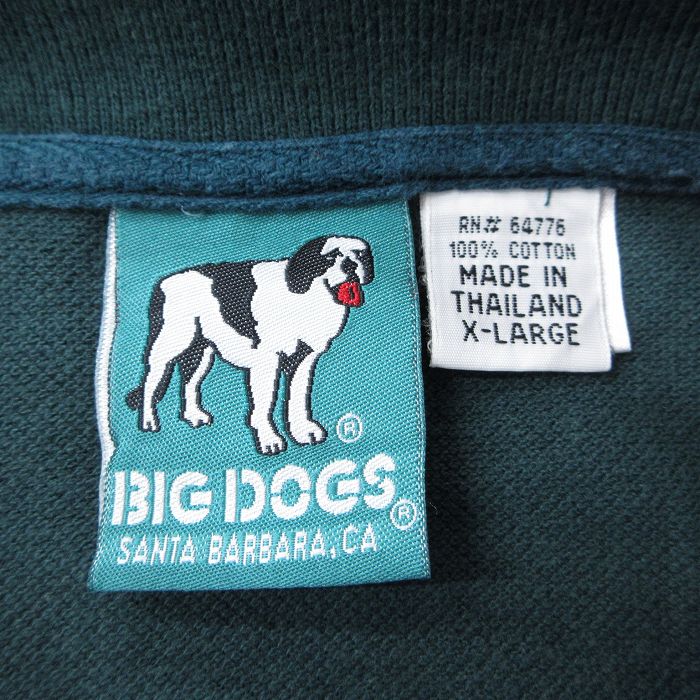 ®
BIG DOGS®
SANTA BARBARA, CA
RN# 64776
100% COTTON
MADE IN
THAILAND
X-LARGE